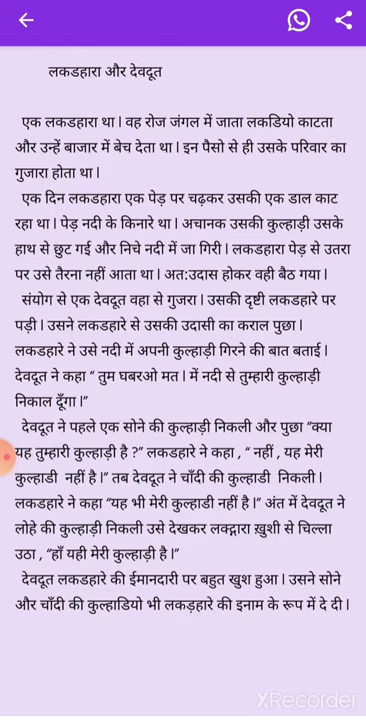 लकडहारा और देवदूत
एक लकडहारा था | वह रोज जंगल में जाता लकडियो काटता
और उन्हें बाजार में बेच देता था | इन पैसो से ही उसके परिवार का
गुजारा होता था |
एक दिन लकडहारा एक पेड़ पर चढ़कर उसकी एक डाल काट
रहा था | पेड़ नदी के किनारे था | अचानक उसकी कुल्हाड़ी उसके
हाथ से छुट गई और निचे नदी में जा गिरी | लकडहारा पेड़ से उतरा
पर उसे तैरना नहीं आता था | अत:उदास होकर वही बैठ गया |
संयोग से एक देवदूत वहा से गुजरा | उसकी दृष्टी लकडहारे पर
पड़ी | उसने लकडहारे से उसकी उदासी का कराल पुछा |
लकडहारे ने उसे नदी में अपनी कुल्हाड़ी गिरने की बात बताई |
देवदूत ने कहा “ तुम घबरओ मत | में नदी से तुम्हारी कुल्हाड़ी
निकाल दूँगा |”
देवदूत ने पहले एक सोने की कुल्हाड़ी निकली और पुछा “क्या
यह तुम्हारी कुल्हाड़ी है ?” लकडहारे ने कहा , “ नहीं , यह मेरी
कुल्हाडी नहीं है |” तब देवदूत ने चाँदी की कुल्हाडी निकली |
लकडहारे ने कहा “यह भी मेरी कुल्हाडी नहीं है |” अंत में देवदूत ने
लोहे की कुल्हाड़ी निकली उसे देखकर लक्द्वारा ख़ुशी से चिल्ला
उठा , “हाँ यही मेरी कुल्हाड़ी है |”
देवदूत लकडहारे की ईमानदारी पर बहुत खुश हुआ | उसने सोने
और चाँदी की कुल्हाडियो भी लकड़हारे की इनाम के रूप में दे दी |
XRecorder